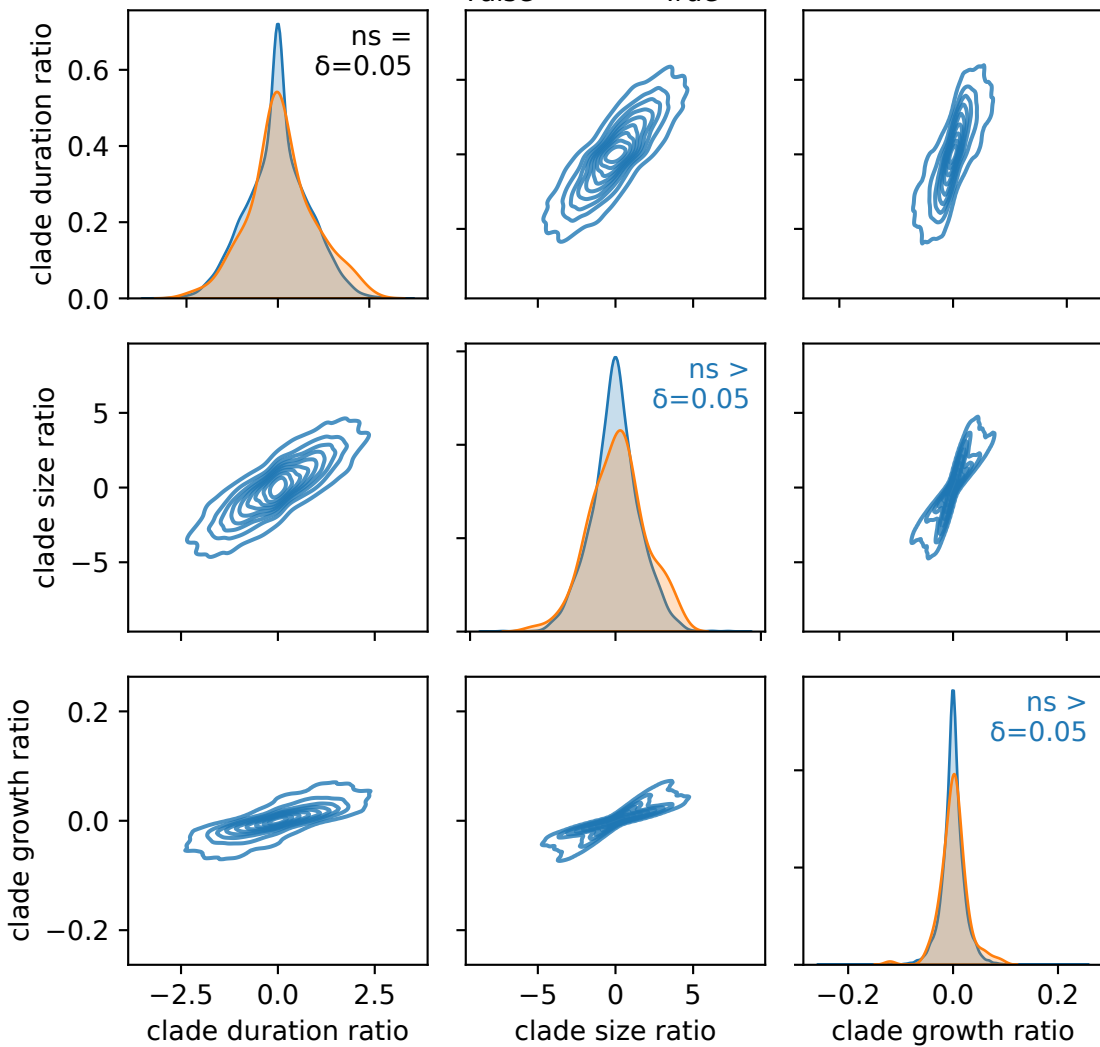 clade duration ratio
0.6
0.4
0.2
0.0
ns =
δ=0.05
clade size ratio
5
0
−5
ns >
δ=0.05
clade growth ratio
0.2
0.0
−0.2
ns >
δ=0.05
−2.5 0.0 2.5
−5 0 5
−0.2 0.0 0.2
clade duration ratio
clade size ratio
clade growth ratio